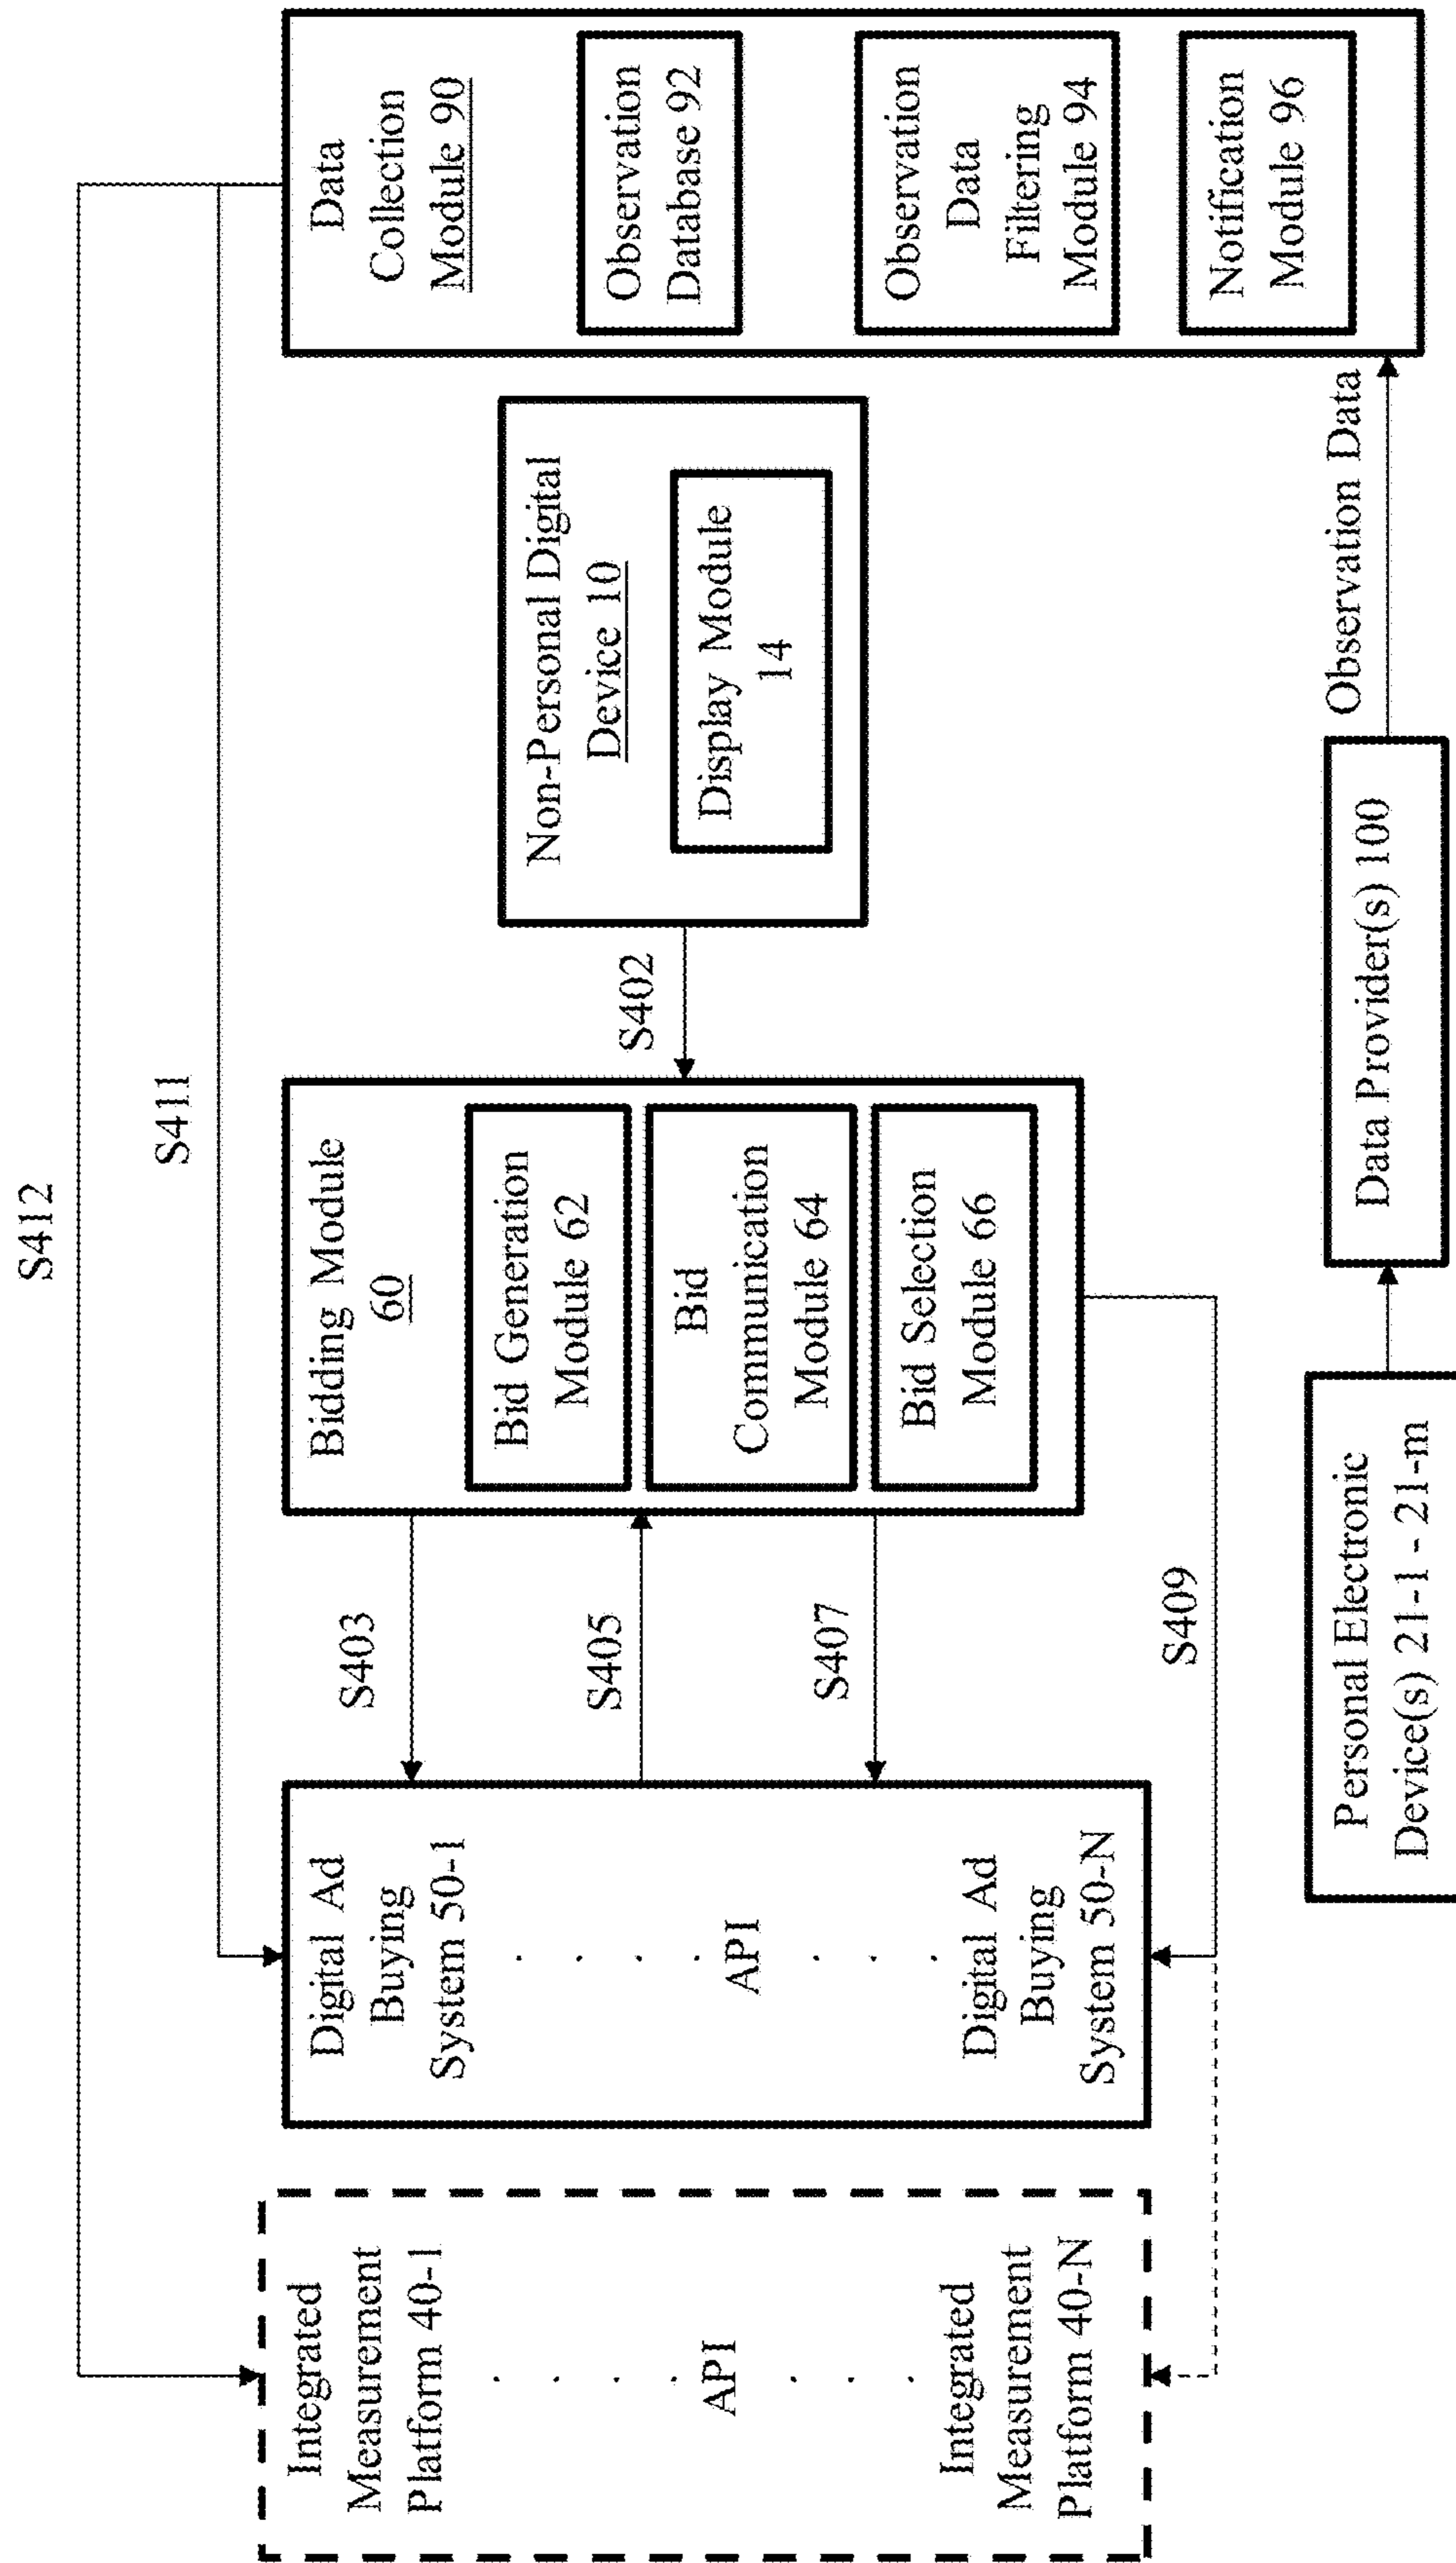 S412
S411
Integrated
Measurement
Platform 40-1
API
Integrated
Measurement
Platform 40-N
Digital Ad
Buying
System 50-1
API
Digital Ad
Buying
System 50-N
S403
S405
S407
S409
Bidding Module
60
Bid Generation
Module 62
Bid
Communication
Module 64
Bid Selection
Module 66
S402
Non-Personal Digital
Device 10
Display Module
14
Data
Collection
Module 90
Observation
Database 92
Observation
Data
Filtering
Module 94
Notification
Module 96
Personal Electronic
Device(s) 21-1 - 21-m
Data Provider(s) 100
Observation Data